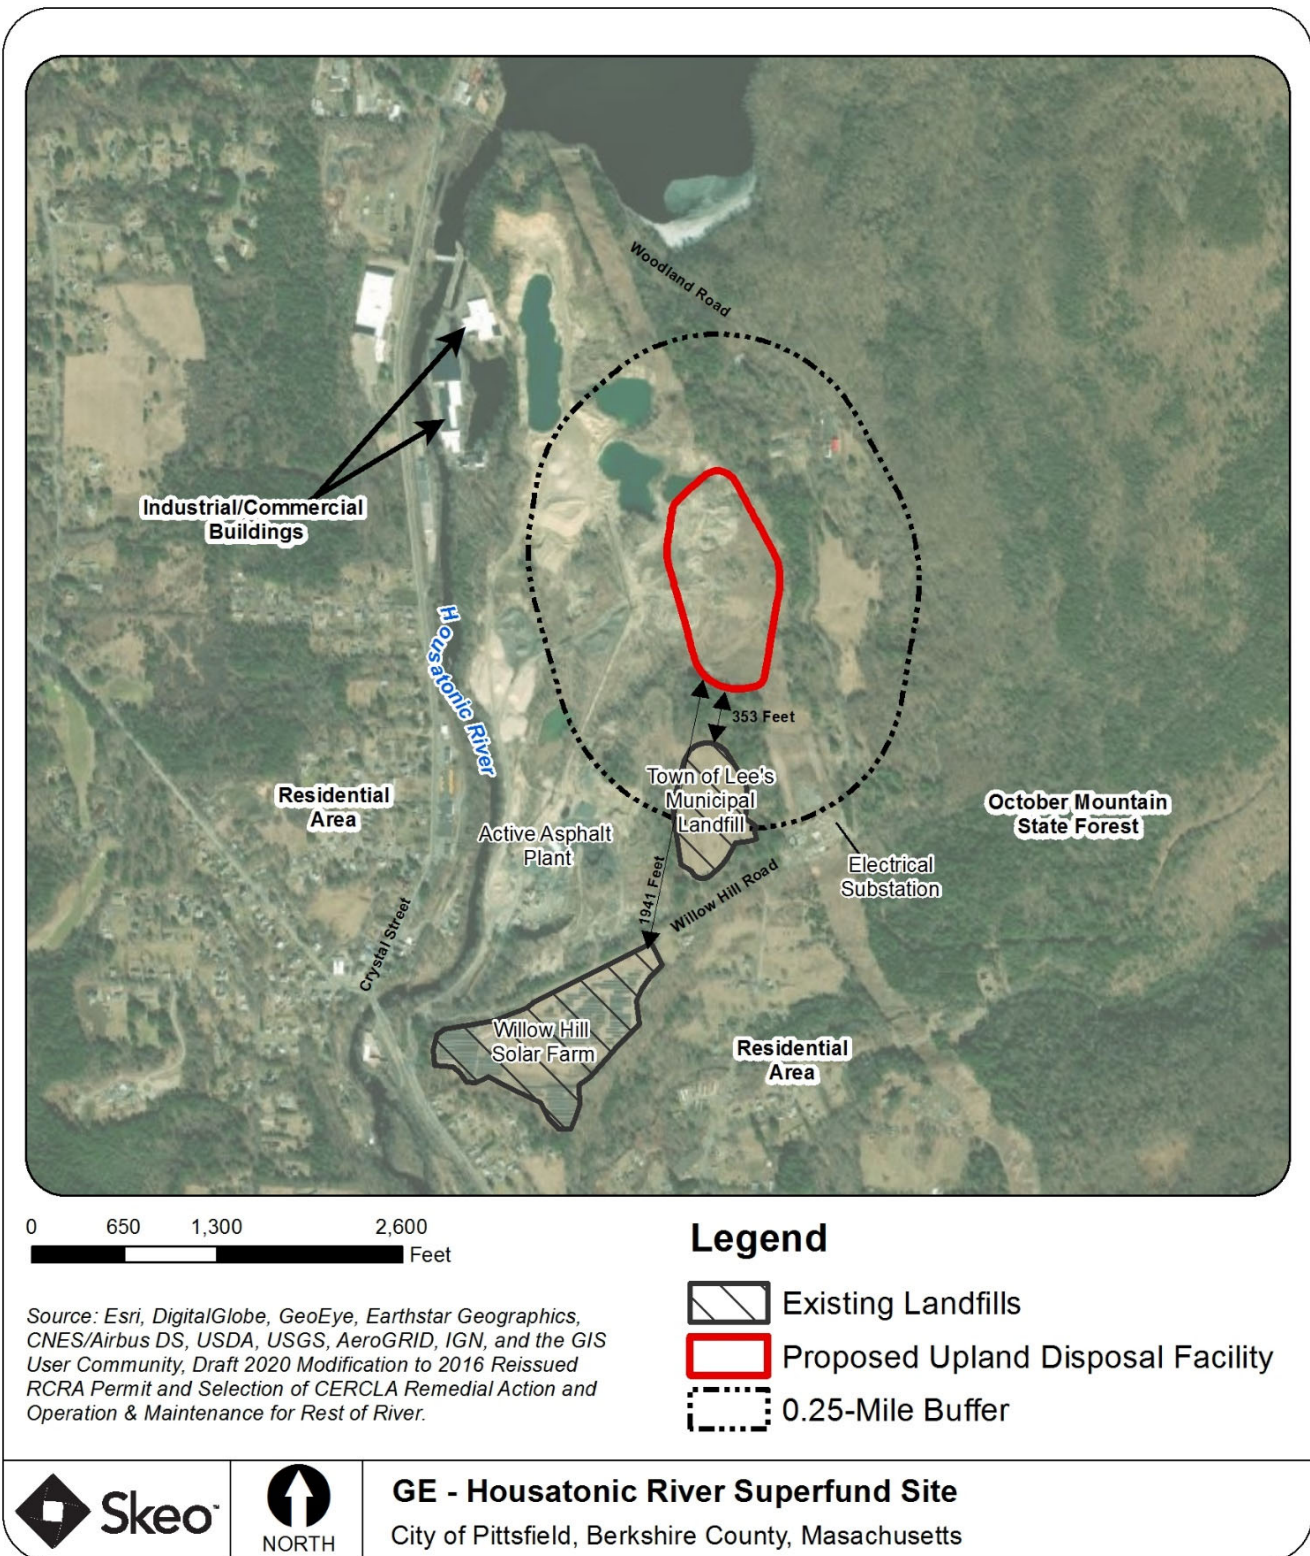 Woodland Road
Industrial/Commercial
Buildings
Housatonic River
353 Feet
Town of Lee's
Municipal
Landfill
Residential
Area
October Mountain
State Forest
Active Asphalt
Plant
Electrical
Substation
1941 Feet
Willow Hill Road
Crystal Street
Willow Hill
Solar Farm
Residential
Area
0 650 1,300 2,600
Feet
Source: Esri, DigitalGlobe, GeoEye, Earthstar Geographics,
CNES/Airbus DS, USDA, USGS, AeroGRID, IGN, and the GIS
User Community, Draft 2020 Modification to 2016 Reissued
RCRA Permit and Selection of CERCLA Remedial Action and
Operation & Maintenance for Rest of River.
Legend
Existing Landfills
Proposed Upland Disposal Facility
0.25-Mile Buffer
Skeo™
NORTH
GE - Housatonic River Superfund Site
City of Pittsfield, Berkshire County, Masachusetts